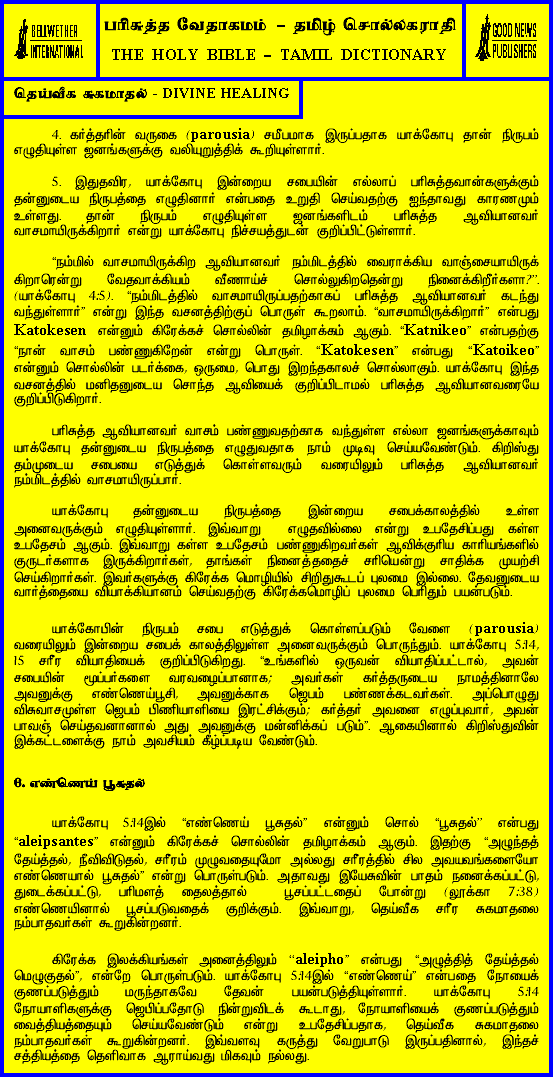 BELLWETHER
INTERNATIONAL
பரிசுத்த வேதாகமம் – தமிழ் சொல்லகராதி
THE HOLY BIBLE – TAMIL DICTIONARY
GOOD NEWS
PUBLISHERS
தெய்வீக சுகமாதல் - DIVINE HEALING
4. கர்த்தரின் வருகை (parousia) சமீபமாக இருப்பதாக யாக்கோபு தான் நிருபம்
எழுதியுள்ள ஜனங்களுக்கு வலியுறுத்திக் கூறியுள்ளார்.
5. இதுதவிர, யாக்கோபு இன்றைய சபையின் எல்லாப் பரிசுத்தவான்களுக்கும்
தன்னுடைய நிருபத்தை எழுதினார் என்பதை உறுதி செய்வதற்கு ஐந்தாவது காரணமும்
உள்ளது. தான் நிருபம் எழுதியுள்ள ஜனங்களிடம் பரிசுத்த ஆவியானவர்
வாசமாயிருக்கிறார் என்று யாக்கோபு நிச்சயத்துடன் குறிப்பிட்டுள்ளார்.
“நம்மில் வாசமாயிருக்கிற ஆவியானவர் நம்மிடத்தில் வைராக்கிய வாஞ்சையாயிருக்
கிறாரென்று வேதவாக்கியம் வீணாய்ச் சொல்லுகிறதென்று நினைக்கிறீர்களா?”.
(யாக்கோபு 4:5). “நம்மிடத்தில் வாசமாயிருப்பதற்காகப் பரிசுத்த ஆவியானவர் கடந்து
வந்துள்ளார்” என்று இந்த வசனத்திற்குப் பொருள் கூறலாம். “வாசமாயிருக்கிறார்” என்பது
Katokesen என்னும் கிரேக்கச் சொல்லின் தமிழாக்கம் ஆகும். “Katnikeo” என்பதற்கு
“நான் வாசம் பண்ணுகிறேன் என்று பொருள். “Katokesen” என்பது “Katoikeo”
என்னும் சொல்லின் படர்க்கை, ஒருமை, பொது இறந்தகாலச் சொல்லாகும். யாக்கோபு இந்த
வசனத்தில் மனிதனுடைய சொந்த ஆவியைக் குறிப்பிடாமல் பரிசுத்த ஆவியானவரையே
குறிப்பிடுகிறார்.
பரிசுத்த ஆவியானவர் வாசம் பண்ணுவதற்காக வந்துள்ள எல்லா ஜனங்களுக்காவும்
யாக்கோபு தன்னுடைய நிருபத்தை எழுதுவதாக நாம் முடிவு செய்யவேண்டும். கிறிஸ்து
தம்முடைய சபையை எடுத்துக் கொள்ளவரும் வரையிலும் பரிசுத்த ஆவியானவர்
நம்மிடத்தில் வாசமாயிருப்பார்.
யாக்கோபு தன்னுடைய நிருபத்தை இன்றைய சபைக்காலத்தில் உள்ள
அனைவருக்கும் எழுதியுள்ளார். இவ்வாறு எழுதவில்லை என்று உபதேசிப்பது கள்ள
உபதேசம் ஆகும். இவ்வாறு கள்ள உபதேசம் பண்ணுகிறவர்கள் ஆவிக்குரிய காரியங்களில்
குருடர்களாக இருக்கிறார்கள், தாங்கள் நினைத்ததைச் சரியென்று சாதிக்க முயற்சி
செய்கிறார்கள். இவர்களுக்கு கிரேக்க மொழியில் சிறிதுகூடப் புலமை இல்லை. தேவனுடைய
வார்த்தையை வியாக்கியானம் செய்வதற்கு கிரேக்கமொழிப் புலமை பெரிதும் பயன்படும்.
யாக்கோபின் நிருபம் சபை எடுத்துக் கொள்ளப்படும் வேளை (parousia)
வரையிலும் இன்றைய சபைக் காலத்திலுள்ள அனைவருக்கும் பொருந்தும். யாக்கோபு 5:14,
15 சரீர வியாதியைக் குறிப்பிடுகிறது. “உங்களில் ஒருவன் வியாதிப்பட்டால், அவன்
சபையின் மூப்பர்களை வரவழைப்பானாக; அவர்கள் கர்த்தருடைய நாமத்தினாலே
அவனுக்கு எண்ணெய்பூசி, அவனுக்காக ஜெபம் பண்ணக்கடவர்கள். அப்பொழுது
விசுவாசமுள்ள ஜெபம் பிணியாளியை இரட்சிக்கும்; கர்த்தர் அவனை எழுப்புவார், அவன்
பாவஞ் செய்தவனானால் அது அவனுக்கு மன்னிக்கப் படும்”. ஆகையினால் கிறிஸ்துவின்
இக்கட்டளைக்கு நாம் அவசியம் கீழ்ப்படிய வேண்டும்.
6. எண்ணெய் பூசுதல்
யாக்கோபு 5:14இல் “எண்ணெய் பூசுதல்” என்னும் சொல் “பூசுதல்” என்பது
“aleipsantes” என்னும் கிரேக்கச் சொல்லின் தமிழாக்கம் ஆகும். இதற்கு “அழுந்தத்
தேய்த்தல், நீவிவிடுதல், சரீரம் முழுவதையுமோ அல்லது சரீரத்தில் சில அவயவங்களையோ
எண்ணெயால் பூசுதல்” என்று பொருள்படும். அதாவது இயேசுவின் பாதம் நனைக்கப்பட்டு,
துடைக்கப்பட்டு, பரிமளத் தைலத்தால் பூசப்பட்டதைப் போன்று (லூக்கா 7:38)
எண்ணெயினால் பூசப்படுவதைக் குறிக்கும். இவ்வாறு, தெய்வீக சரீர சுகமாதலை
நம்பாதவர்கள் கூறுகின்றனர்.
கிரேக்க இலக்கியங்கள் அனைத்திலும் “aleipho” என்பது “அழுத்தித் தேய்த்தல்
மெழுகுதல்”, என்றே பொருள்படும். யாக்கோபு 5:14இல் “எண்ணெய்” என்பதை நோயைக்
குணப்படுத்தும் மருந்தாகவே தேவன் பயன்படுத்தியுள்ளார். யாக்கோபு 5:14
நோயாளிகளுக்கு ஜெபிப்பதோடு நின்றுவிடக் கூடாது, நோயாளியைக் குணப்படுத்தும்
வைத்தியத்தையும் செய்யவேண்டும் என்று உபதேசிப்பதாக, தெய்வீக சுகமாதலை
நம்பாதவர்கள் கூறுகின்றனர். இவ்வளவு கருத்து வேறுபாடு இருப்பதினால், இந்தச்
சத்தியத்தை தெளிவாக ஆராய்வது மிகவும் நல்லது.